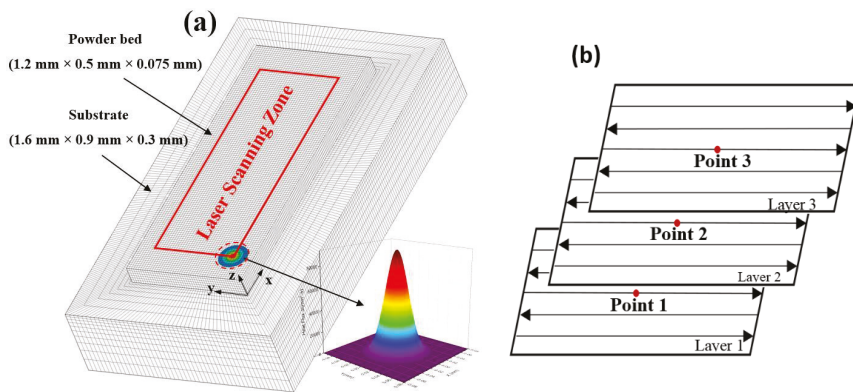 (a)
Powder bed
(1.2 mm × 0.5 mm × 0.075 mm)
Substrate
(1.6 mm × 0.9 mm × 0.3 mm)
Laser Scanning Zone
z
x
y
(b)
Point 3
Layer 3
Point 2
Layer 2
Point 1
Layer 1